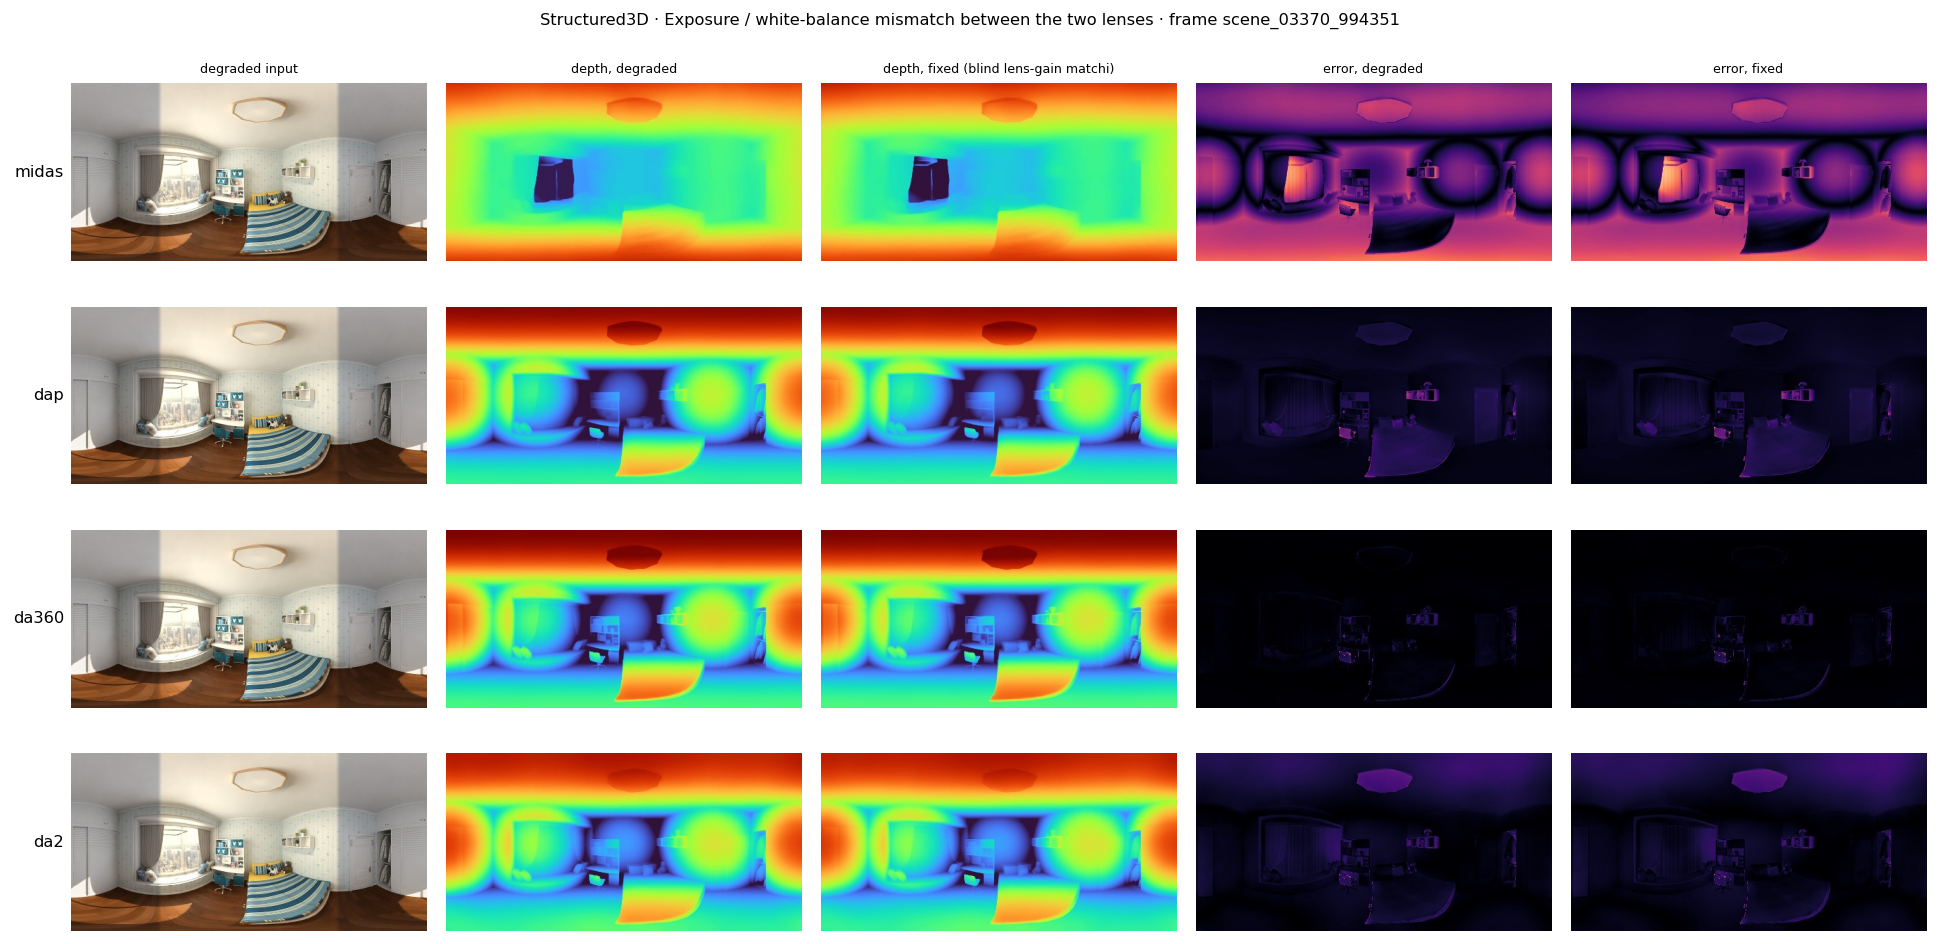 Structured3D · Exposure / white-balance mismatch between the two lenses · frame scene_03370_994351
degraded input
depth, degraded
depth, fixed (blind lens-gain matchi)
error, degraded
error, fixed
midas
dap
da360
da2